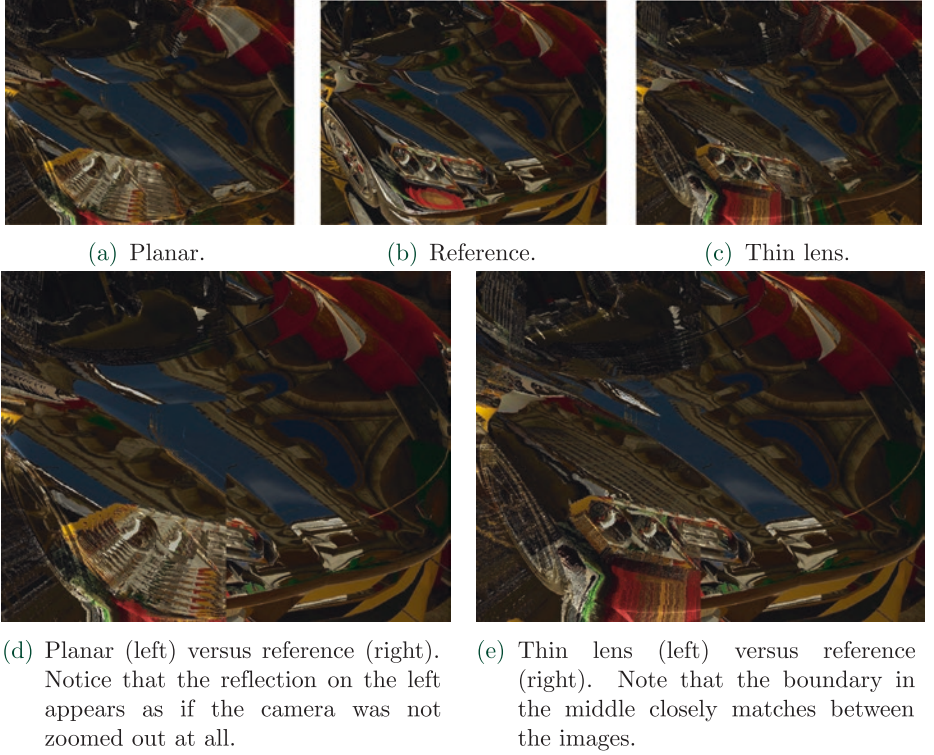 (a) Planar.
(b) Reference.
(c) Thin lens.
(d) Planar (left) versus reference (right).
Notice that the reflection on the left
appears as if the camera was not
zoomed out at all.
(e) Thin lens (left) versus reference
(right). Note that the boundary in
the middle closely matches between
the images.